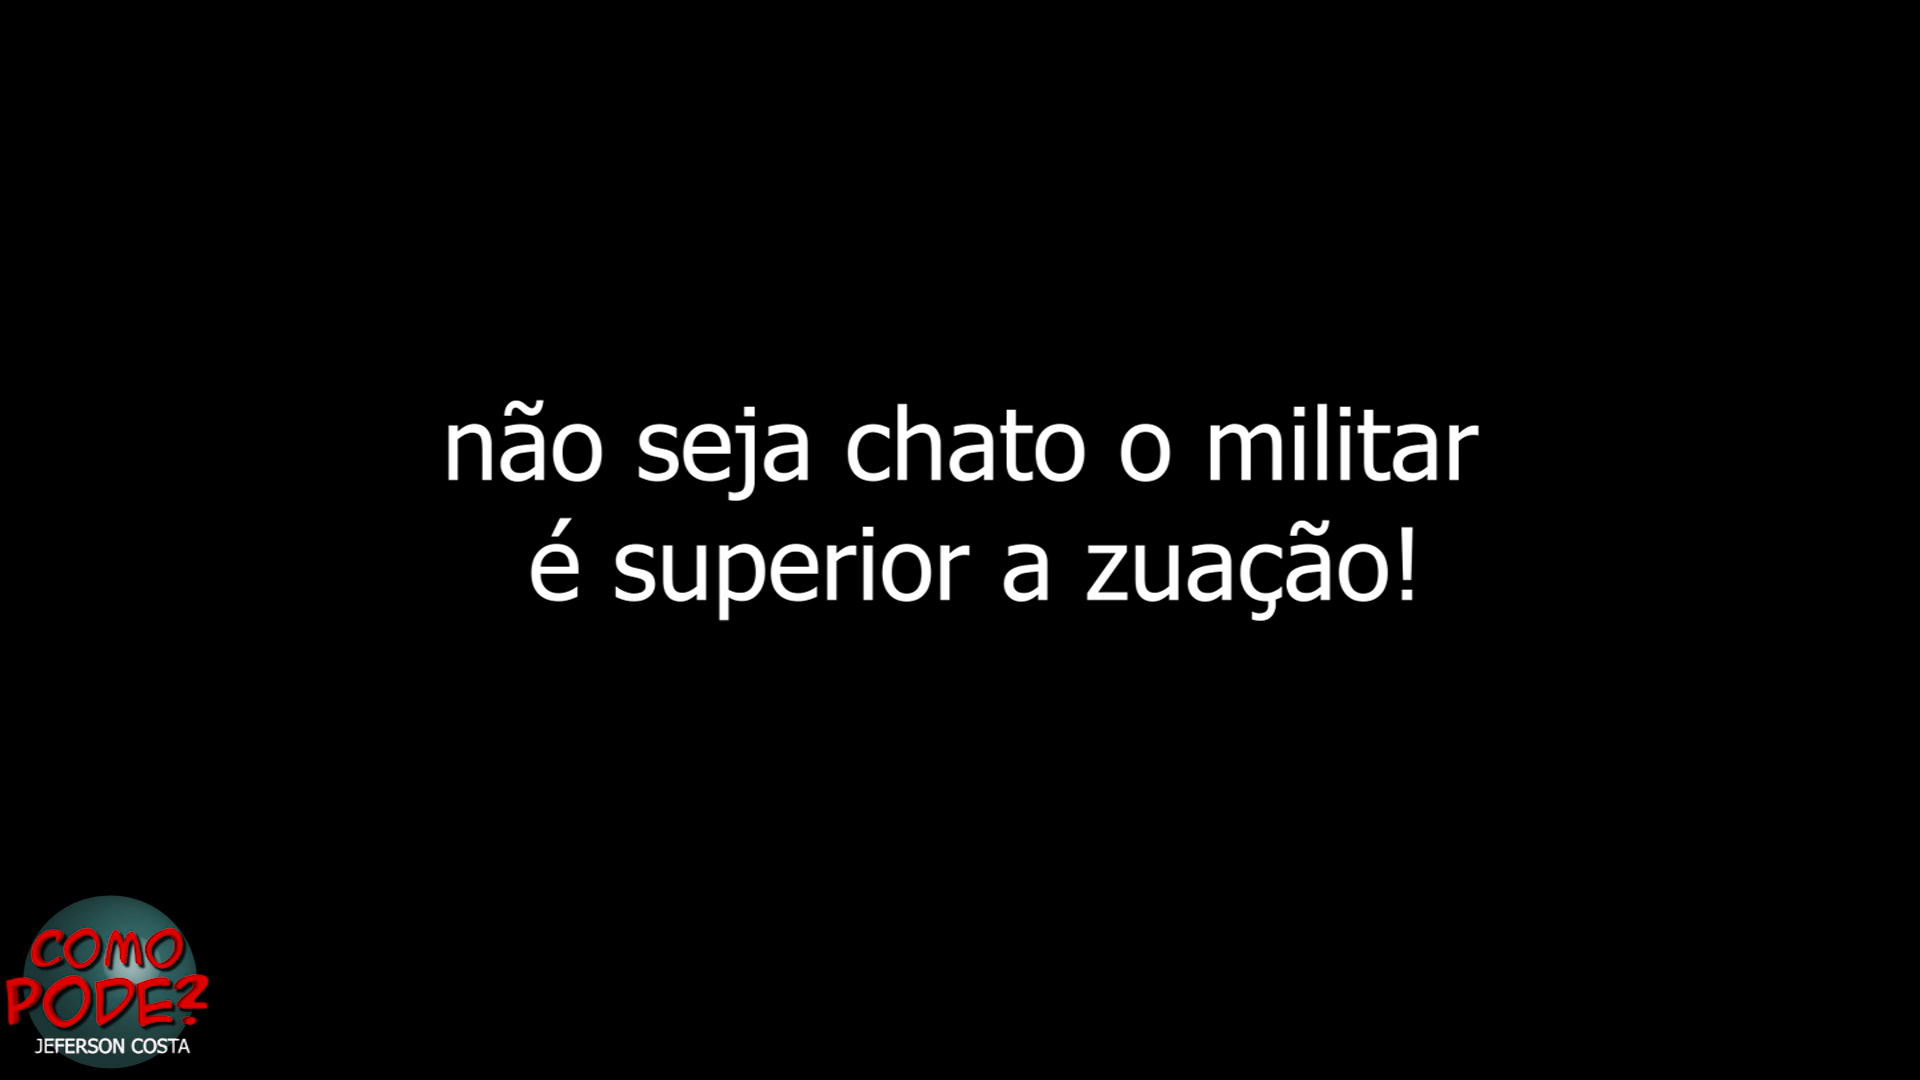 não seja chato o militar
é superior a zuação!
COMO
PODE?
JEFERSON COSTA